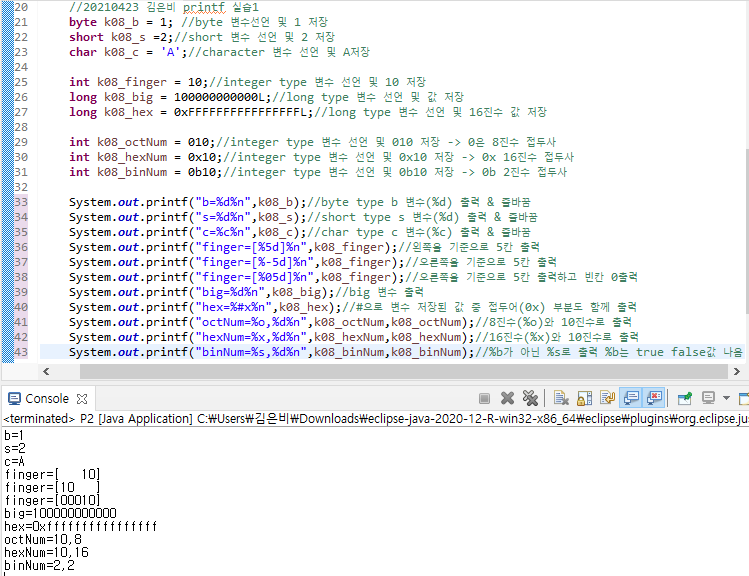 20 //20210423 김은비 printf 실습1
21 byte k08_b = 1; //byte 변수선언 및 1 저장
22 short k08_s =2;//short 변수 선언 및 2 저장
23 char k08_c = 'A';//character 변수 선언 및 A저장
24
25 int k08_finger = 10;//integer type 변수 선언 및 10 저장
26 long k08_big = 100000000000L;//long type 변수 선언 및 값 저장
27 long k08_hex = 0xFFFFFFFFFFFFFFFFL;//long type 변수 선언 및 16진수 값 저장
28
29 int k08_octNum = 010;//integer type 변수 선언 및 010 저장 -> 0은 8진수 접두사
30 int k08_hexNum = 0x10;//integer type 변수 선언 및 0x10 저장 -> 0x 16진수 접두사
31 int k08_binNum = 0b10;//integer type 변수 선언 및 0b10 저장 -> 0b 2진수 접두사
32
33 System.out.printf("b=%d%n",k08_b);//byte type b 변수(%d) 출력 & 줄바꿈
34 System.out.printf("s=%d%n",k08_s);//short type s 변수(%d) 출력 & 줄바꿈
35 System.out.printf("c=%c%n",k08_c);//char type c 변수(%c) 출력 & 줄바꿈
36 System.out.printf("finger=[%5d]%n",k08_finger);//왼쪽을 기준으로 5칸 출력
37 System.out.printf("finger=[%-5d]%n",k08_finger);//오른쪽을 기준으로 5칸 출력
38 System.out.printf("finger=[%05d]%n",k08_finger);//오른쪽을 기준으로 5칸 출력하고 빈칸 0출력
39 System.out.printf("big=%d%n",k08_big);//big 변수 출력
40 System.out.printf("hex=%#x%n",k08_hex);//#으로 변수 저장된 값 중 접두어(0x) 부분도 함께 출력
41 System.out.printf("octNum=%o,%d%n",k08_octNum,k08_octNum);//8진수(%o)와 10진수로 출력
42 System.out.printf("hexNum=%x,%d%n",k08_hexNum,k08_hexNum);//16진수(%x)와 10진수로 출력
43 System.out.printf("binNum=%s,%d%n",k08_binNum,k08_binNum);//%b가 아닌 %s로 출력 %b는 true false값 나옴
Console
<terminated> P2 [Java Application] C:₩Users₩김은비₩Downloads₩eclipse-java-2020-12-R-win32-x86_64₩eclipse₩plugins₩org.eclipse.jus
b=1
s=2
c=A
finger=[   10]
finger=[10   ]
finger=[00010]
big=100000000000
hex=0xffffffffffffffff
octNum=10,8
hexNum=10,16
binNum=2,2